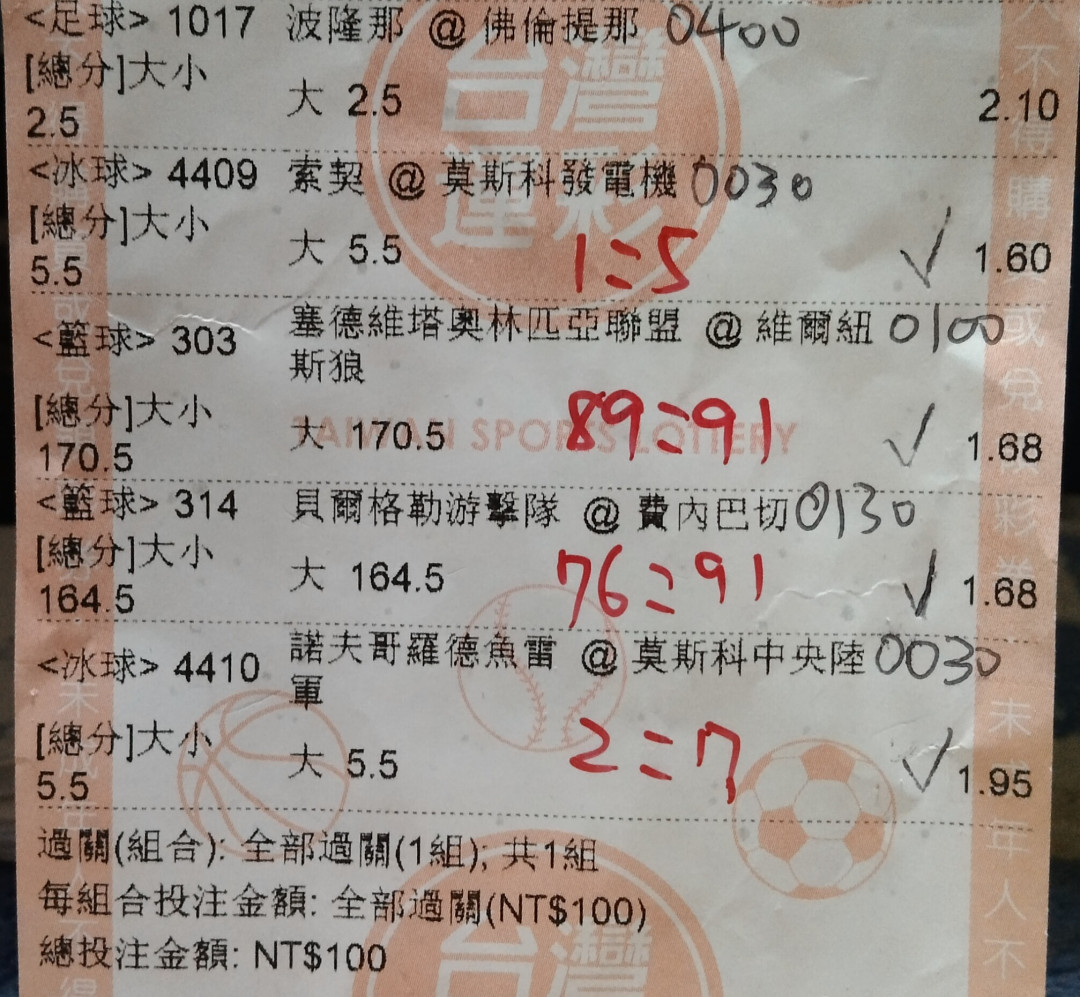 <足球> 1017 波隆那 @ 佛倫提那 0400
[總分]大小
2.5
大 2.5
2.10
<冰球> 4409 索契 @ 莫斯科發電機 0030
[總分]大小
5.5
大 5.5
1:5
✓ 1.60
<籃球> 303 塞德維塔奧林匹亞聯盟 @ 維爾紐 0100
斯狼
[總分]大小
170.5
大 170.5
89:91
✓ 1.68
<籃球> 314 貝爾格勒游擊隊 @ 費內巴切 0130
[總分]大小
164.5
大 164.5
76:91
✓ 1.68
<冰球> 4410 諾夫哥羅德魚雷 @ 莫斯科中央陸 0030
軍
[總分]大小
5.5
大 5.5
2:7
✓ 1.95
過關(組合): 全部過關(1組); 共1組
每組合投注金額: 全部過關(NT$100)
總投注金額: NT$100
台灣
運彩
TAIWAN SPORTS LOTTERY
台灣